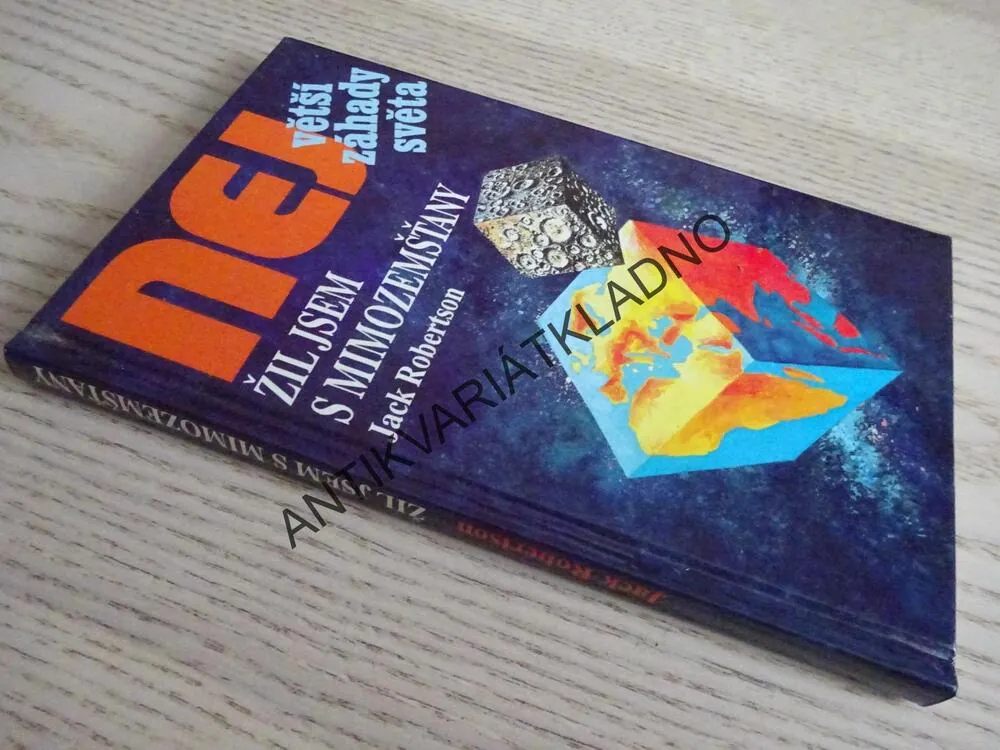 NEJ
větší
záhady
světa
ŽIL JSEM
S MIMOZEMŠŤANY
Jack Robertson
ŽIL JSEM S MIMOZEMŠŤANY
Jack Robertson
ANTIKVARIÁTKLADNO